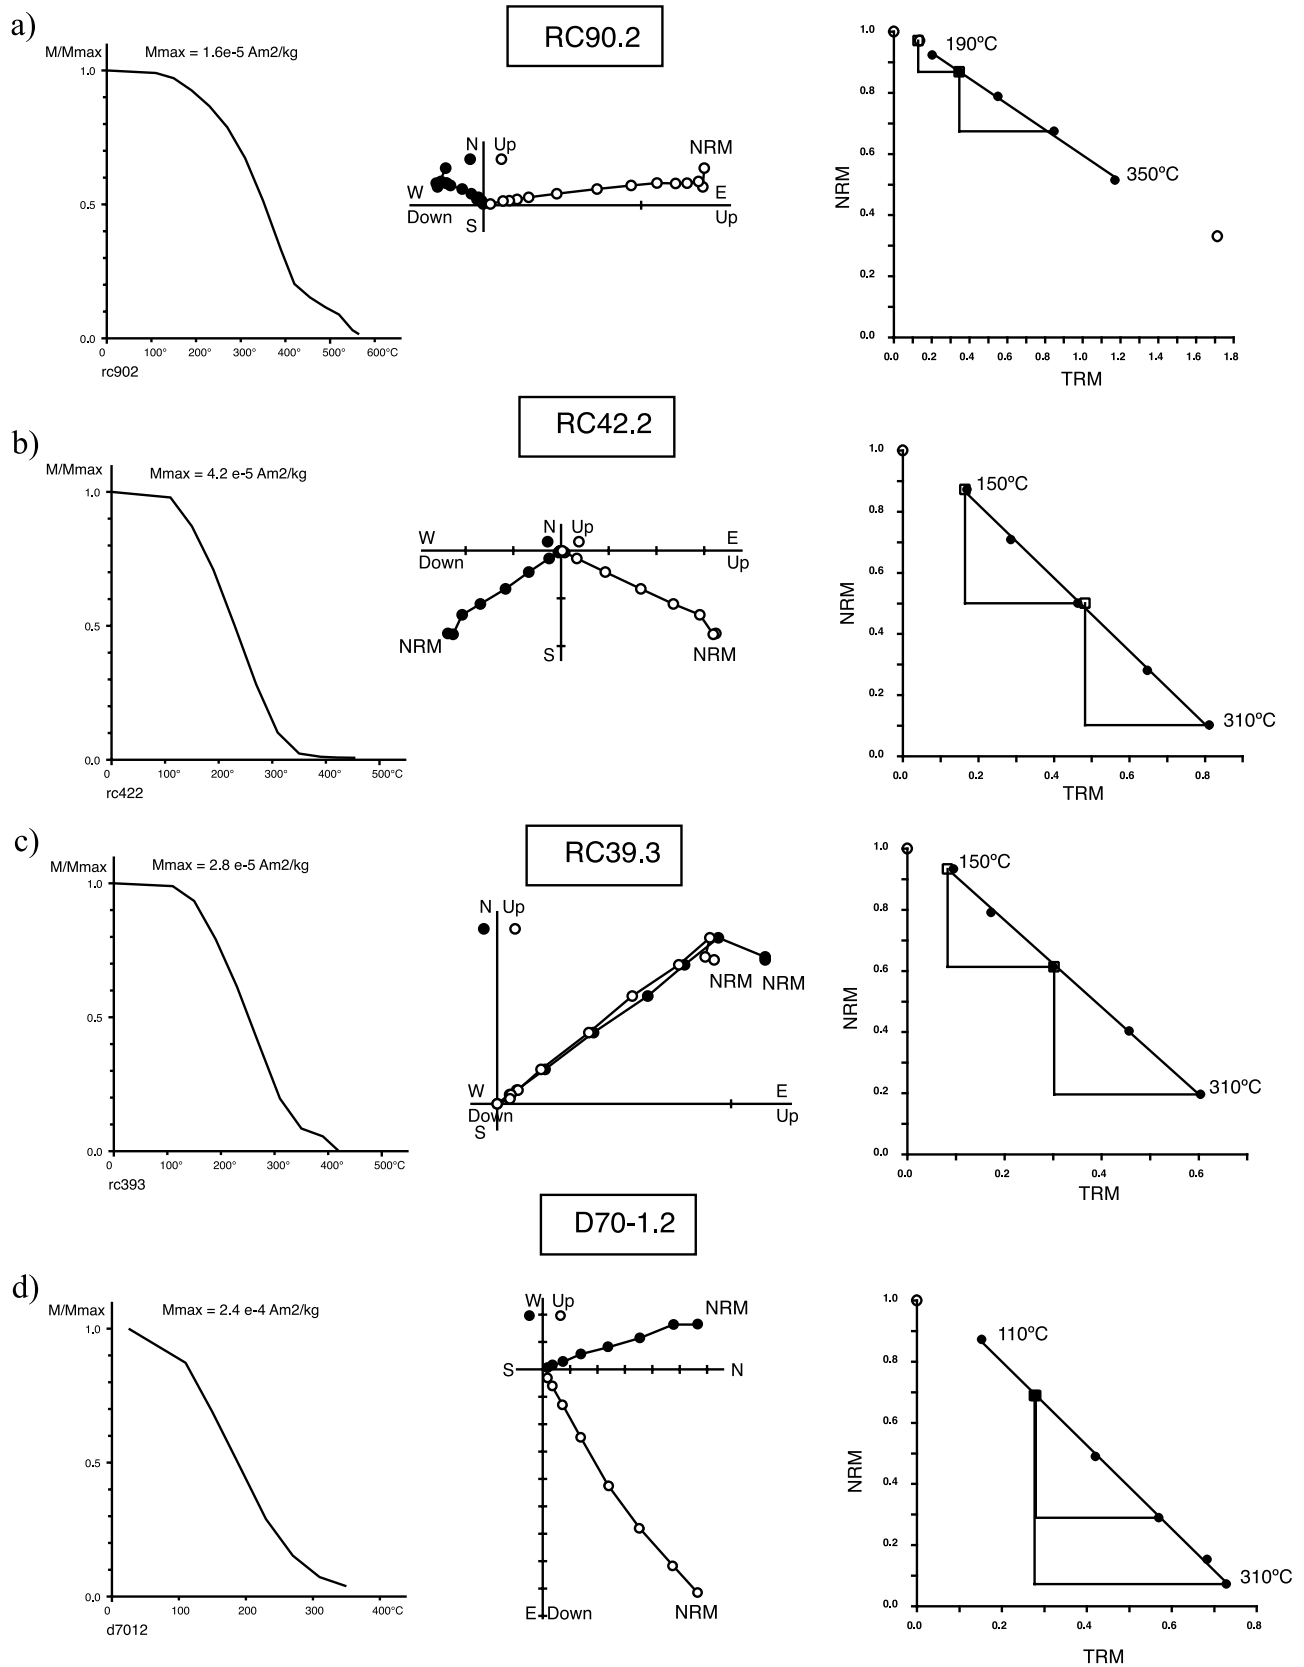 a)
RC90.2
M/Mmax
Mmax = 1.6e-5 Am2/kg
1.0
0.5
0.0
0 100° 200° 300° 400° 500° 600°C
rc902
N Up
NRM
W E
Down Up
S
1.0
0.8
0.6
0.4
0.2
0.0
NRM
190ºC
350ºC
0.0 0.2 0.4 0.6 0.8 1.0 1.2 1.4 1.6 1.8
TRM
b)
RC42.2
M/Mmax
Mmax = 4.2 e-5 Am2/kg
1.0
0.5
0.0
0 100° 200° 300° 400° 500°C
rc422
N Up
W E
Down Up
NRM NRM
S
1.0
0.8
0.6
0.4
0.2
0.0
NRM
150ºC
310ºC
0.0 0.2 0.4 0.6 0.8
TRM
c)
RC39.3
M/Mmax
Mmax = 2.8 e-5 Am2/kg
1.0
0.5
0.0
0 100° 200° 300° 400° 500°C
rc393
N Up
NRM NRM
W E
Down Up
S
1.0
0.8
0.6
0.4
0.2
0.0
NRM
150ºC
310ºC
0.0 0.2 0.4 0.6
TRM
d)
D70-1.2
M/Mmax
Mmax = 2.4 e-4 Am2/kg
1.0
0.5
0.0
0 100 200 300 400°C
d7012
W Up
NRM
S N
NRM
E Down
1.0
0.8
0.6
0.4
0.2
0.0
NRM
110ºC
310ºC
0.0 0.2 0.4 0.6 0.8
TRM